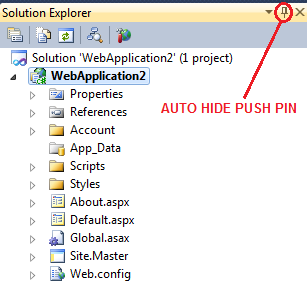 Solution Explorer
Solution 'WebApplication2' (1 project)
WebApplication2
Properties
References
AUTO HIDE PUSH PIN
Account
App_Data
Scripts
Styles
About.aspx
Default.aspx
Global.asax
Site.Master
Web.config